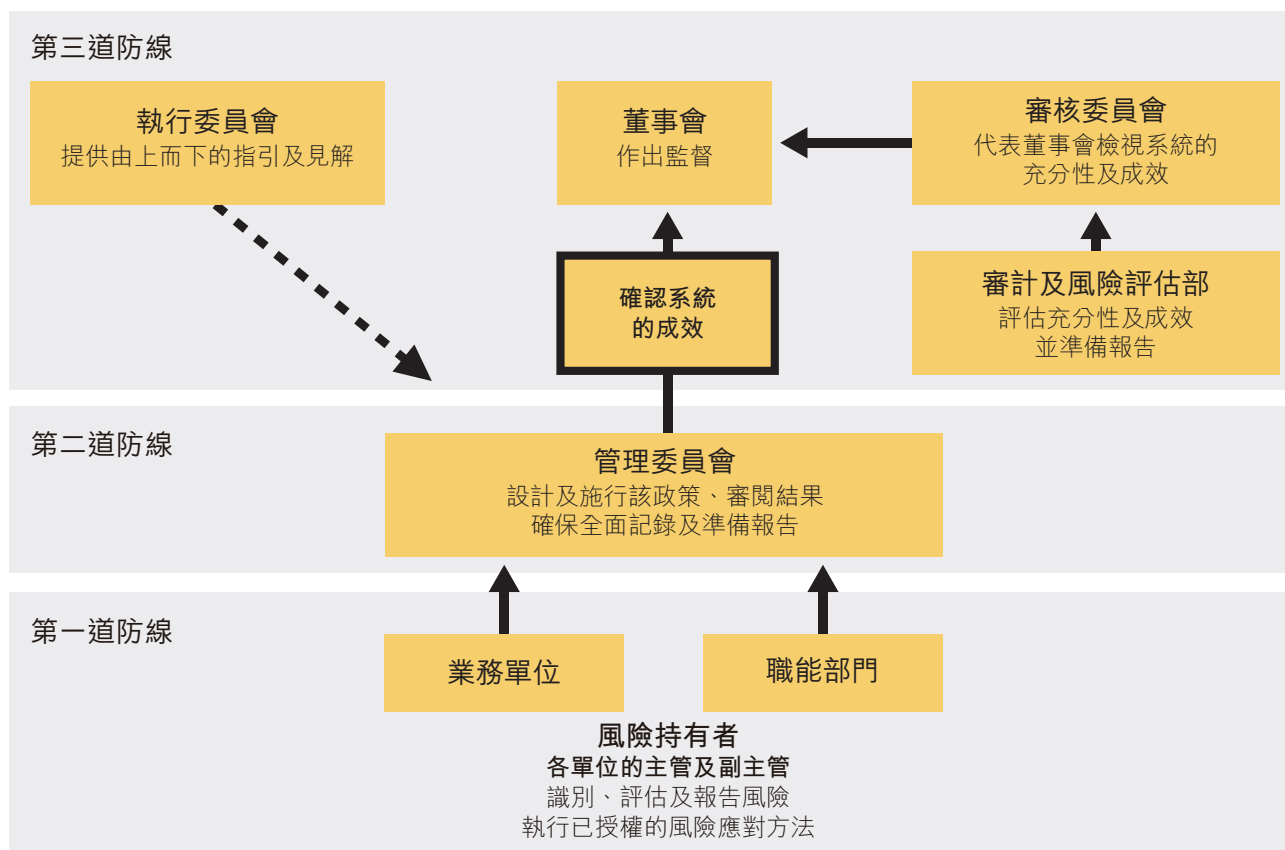 第三道防線
執行委員會
提供由上而下的指引及見解
董事會
作出監督
審核委員會
代表董事會檢視系統的
充分性及成效
確認系統
的成效
審計及風險評估部
評估充分性及成效
並準備報告
第二道防線
管理委員會
設計及施行該政策、審閱結果
確保全面記錄及準備報告
第一道防線
業務單位
職能部門
風險持有者
各單位的主管及副主管
識別、評估及報告風險
執行已授權的風險應對方法